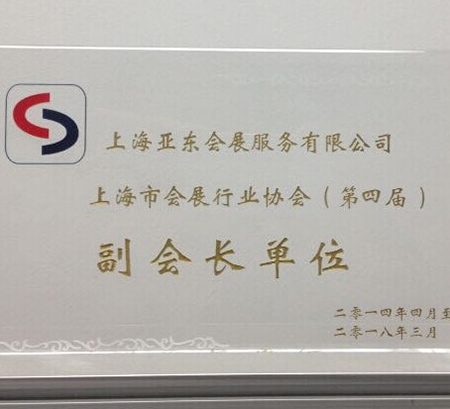 上海亚东会展服务有限公司
上海市会展行业协会（第四届）
副会长单位
二零一四年四月至
二零一八年三月